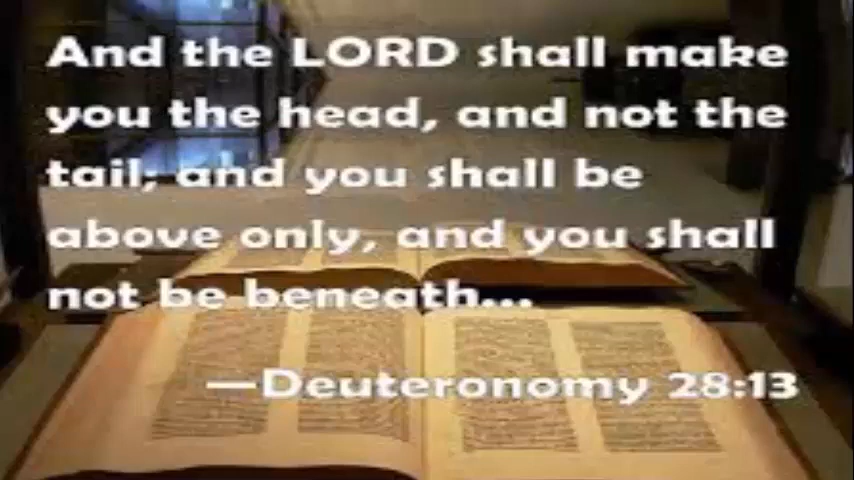 And the LORD shall make
you the head, and not the
tail; and you shall be
above only, and you shall
not be beneath...
—Deuteronomy 28:13